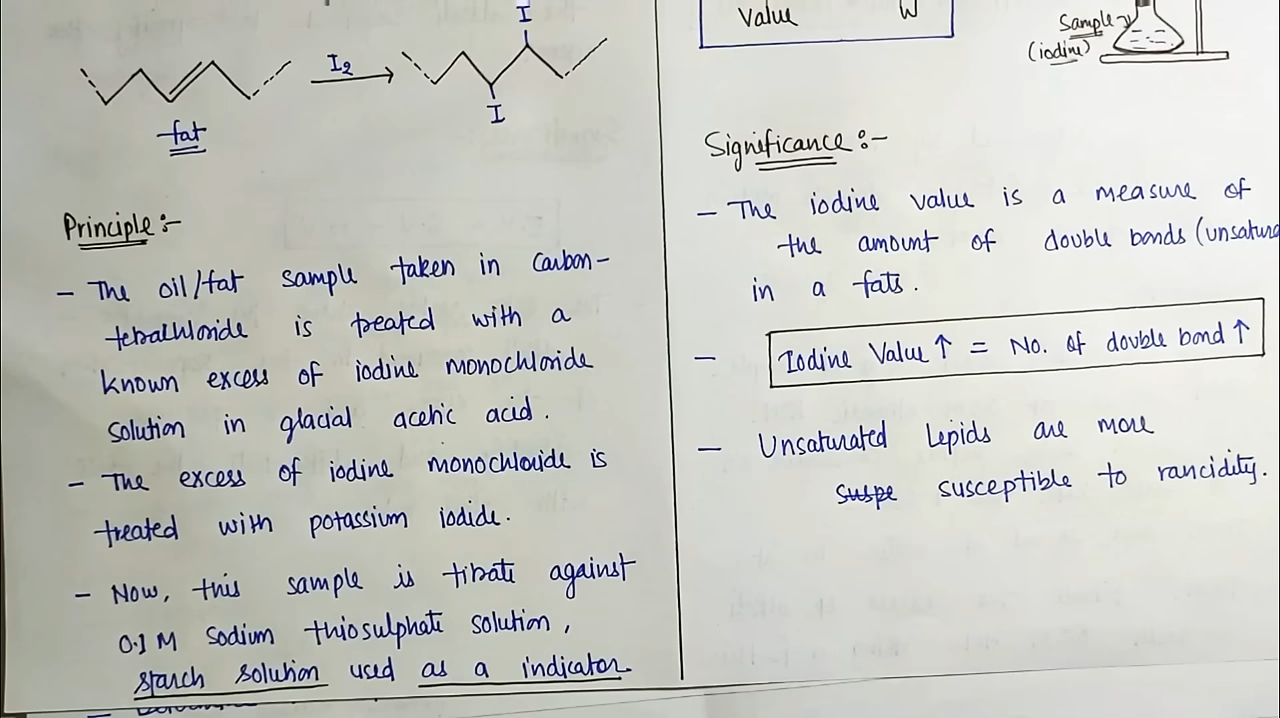 I
I₂
I
fat
Principle :-
- The oil/fat sample taken in Carbon-
tetrachloride is treated with a
known excess of iodine monochloride
solution in glacial acetic acid.
- The excess of iodine monochloride is
treated with potassium iodide.
- Now, this sample is titrate against
0.1 M Sodium thiosulphate solution,
starch solution used as a indicator
Value W
Sample
(iodine)
Significance :-
- The iodine value is a measure of
the amount of double bonds (unsatura
in a fats.
- Iodine Value ↑ = No. of double bond ↑
- Unsaturated Lepids are more
suspe susceptible to rancidity.